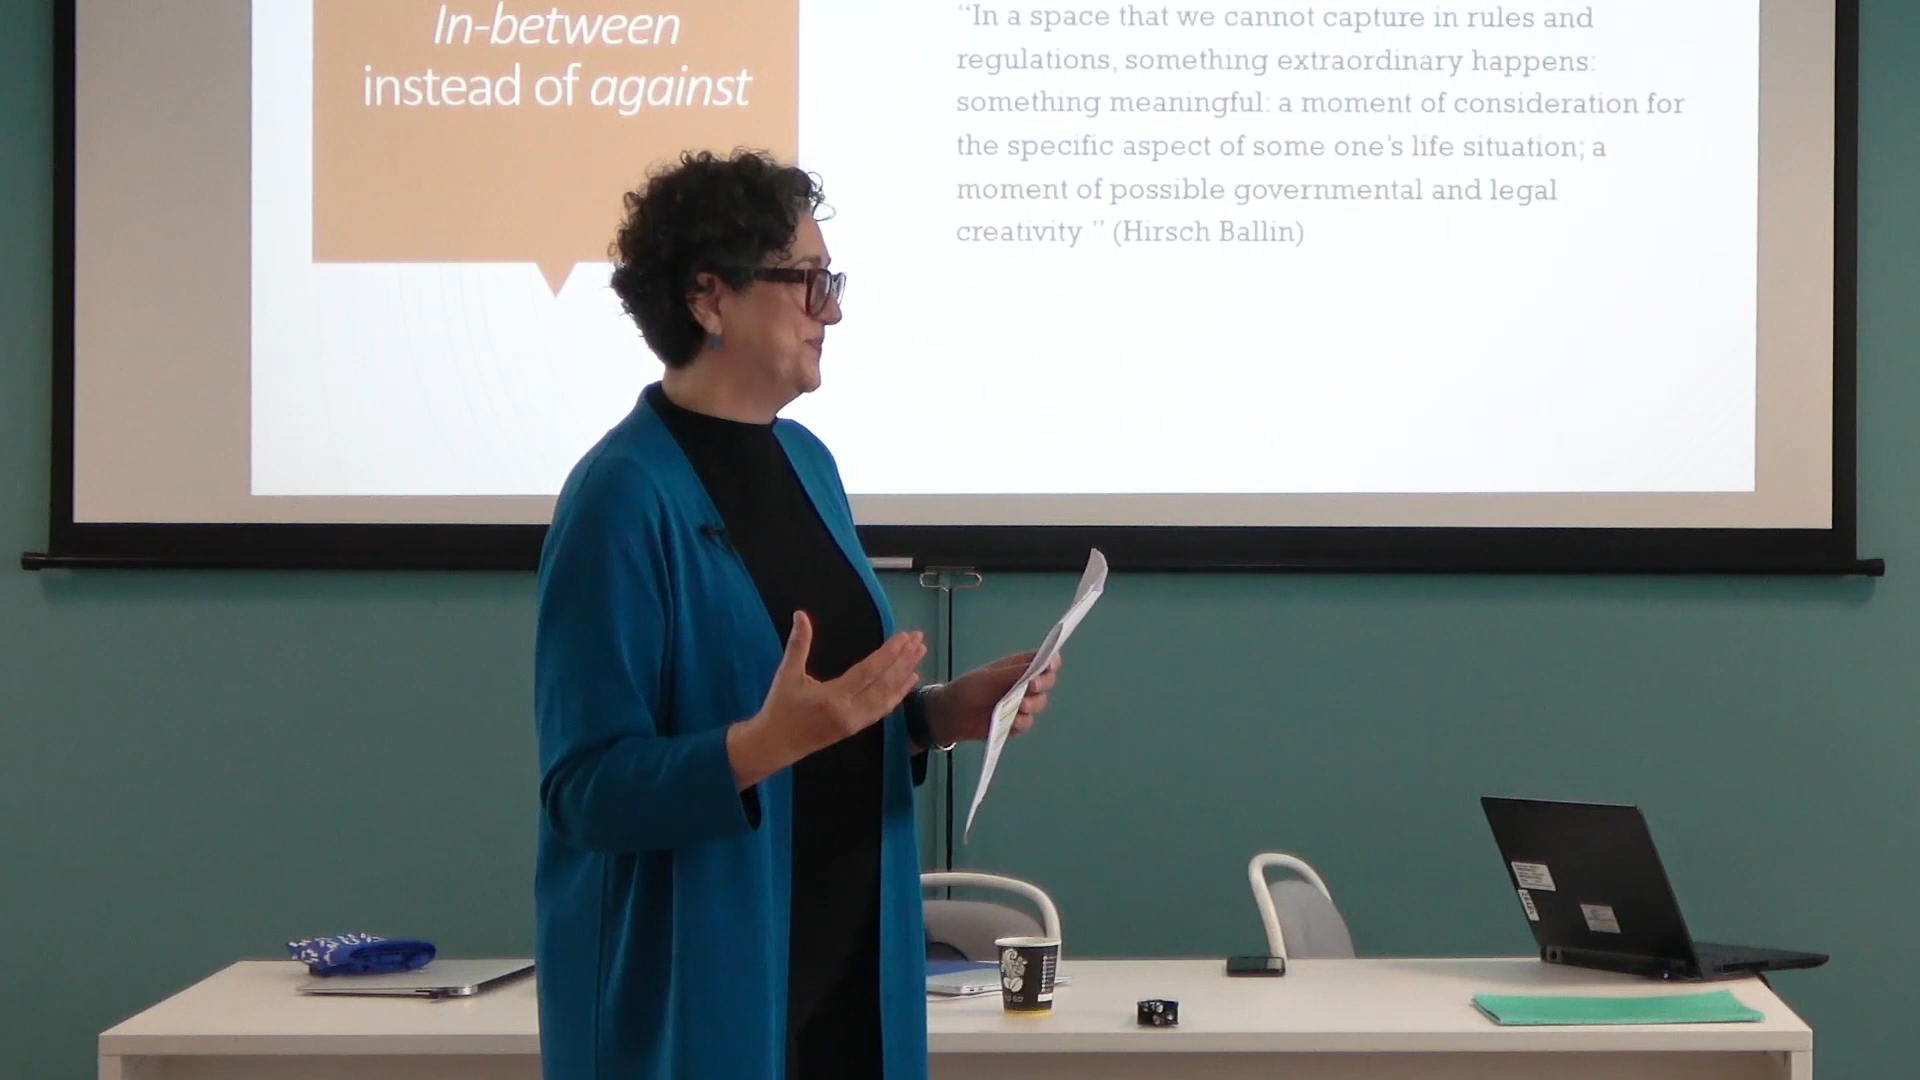 In-between
instead of against
“In a space that we cannot capture in rules and
regulations, something extraordinary happens:
something meaningful: a moment of consideration for
the specific aspect of some one’s life situation; a
moment of possible governmental and legal
creativity ” (Hirsch Ballin)